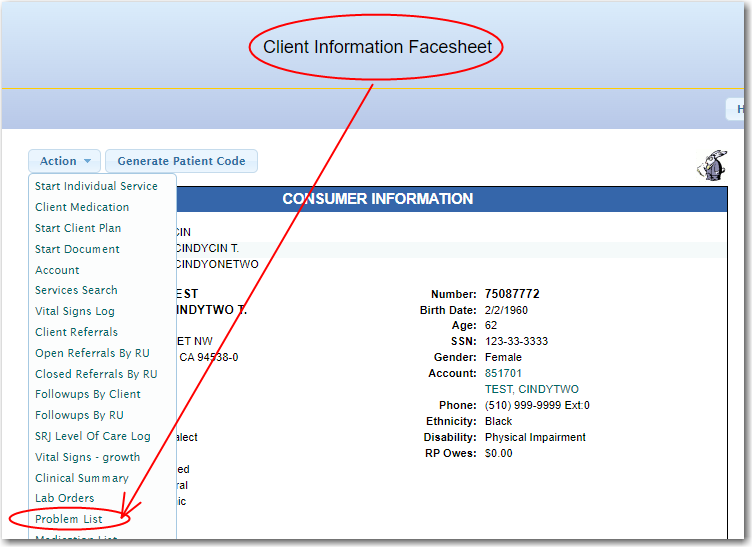 Client Information Facesheet
H
Action
Generate Patient Code
CONSUMER INFORMATION
Start Individual Service
Client Medication
Start Client Plan
Start Document
Account
Services Search
Vital Signs Log
Client Referrals
Open Referrals By RU
Closed Referrals By RU
Followups By Client
Followups By RU
SRJ Level Of Care Log
Vital Signs - growth
Clinical Summary
Lab Orders
Problem List
Medication List
CIN
CINDYCIN T.
CINDYONETWO
EST
INDYTWO T.
ET NW
CA 94538-0
alect
ed
ral
ic
Number: 75087772
Birth Date: 2/2/1960
Age: 62
SSN: 123-33-3333
Gender: Female
Account: 851701
TEST, CINDYTWO
Phone: (510) 999-9999 Ext:0
Ethnicity: Black
Disability: Physical Impairment
RP Owes: $0.00